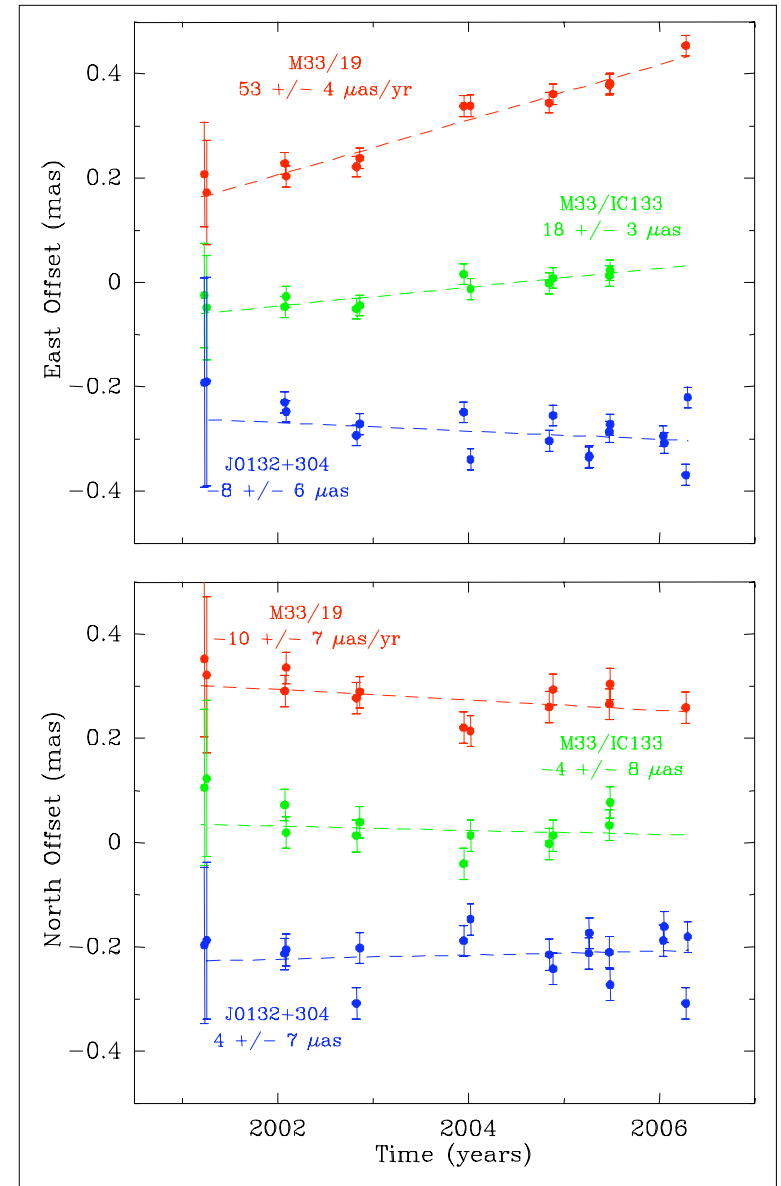 M33/19
53 +/− 4 μas/yr
M33/IC133
18 +/− 3 μas
J0132+304
−8 +/− 6 μas
East Offset (mas)
0.4
0.2
0
−0.2
−0.4
M33/19
−10 +/− 7 μas/yr
M33/IC133
−4 +/− 8 μas
J0132+304
4 +/− 7 μas
North Offset (mas)
0.4
0.2
0
−0.2
−0.4
2002 2004 2006
Time (years)